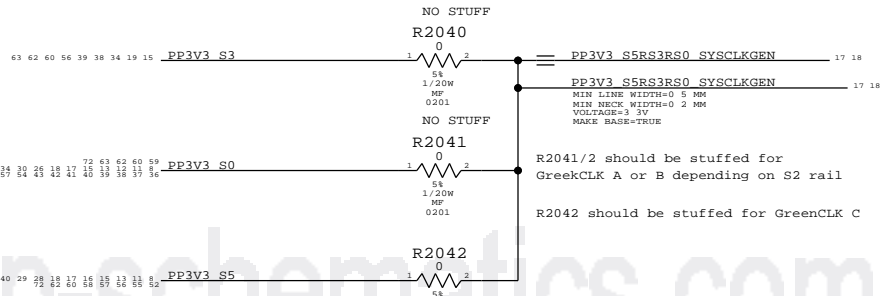 NO STUFF
R2040
0
63 62 60 56 39 38 34 19 15 PP3V3 S3 1 2 PP3V3 S5RS3RS0 SYSCLKGEN 17 18
5%
1/20W
MF
0201
PP3V3 S5RS3RS0 SYSCLKGEN 17 18
MIN LINE WIDTH=0 5 MM
MIN NECK WIDTH=0 2 MM
VOLTAGE=3 3V
MAKE BASE=TRUE
NO STUFF
R2041
0
72 63 62 60 59
34 30 26 18 17 15 13 12 11 8 PP3V3 S0 1 2
57 54 43 42 41 40 39 38 37 36
5%
1/20W
MF
0201
R2041/2 should be stuffed for
GreekCLK A or B depending on S2 rail
R2042 should be stuffed for GreenCLK C
R2042
0
40 29 28 18 17 16 15 13 11 8 PP3V3 S5 1 2
72 62 60 58 57 56 55 52
5%
n-schematics.com